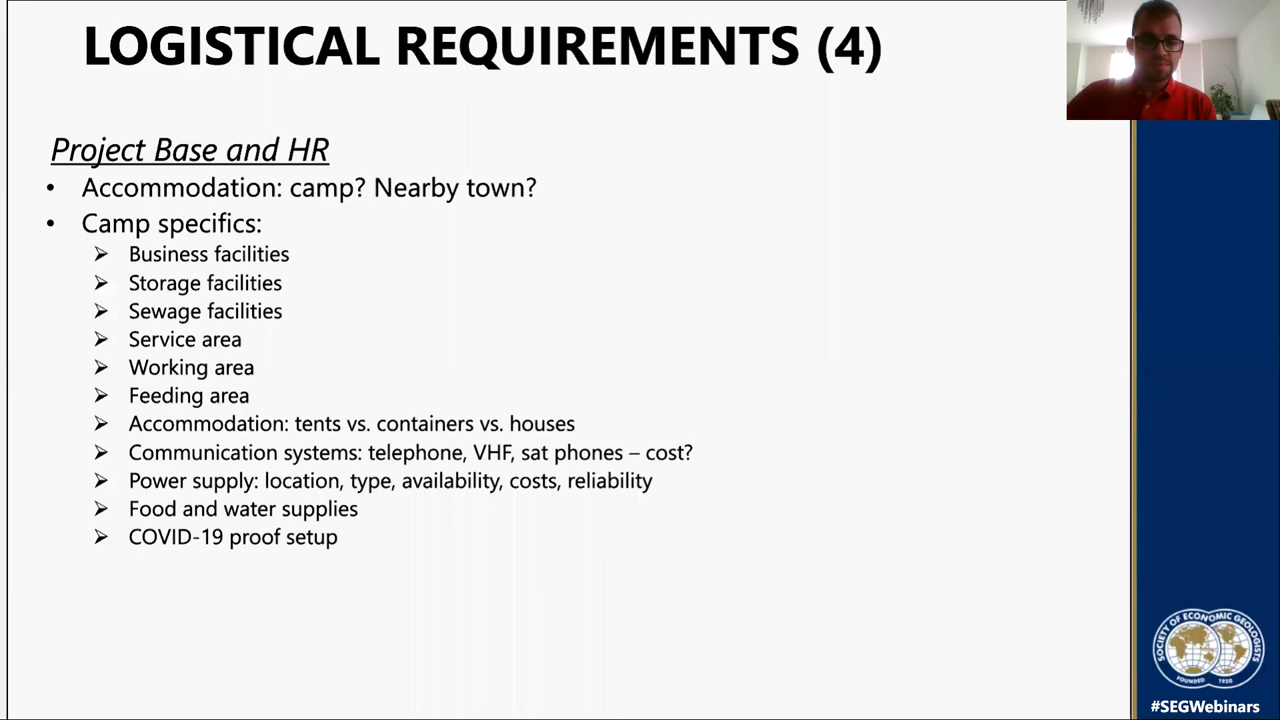 LOGISTICAL REQUIREMENTS (4)
Project Base and HR
• Accommodation: camp? Nearby town?
• Camp specifics:
➢ Business facilities
➢ Storage facilities
➢ Sewage facilities
➢ Service area
➢ Working area
➢ Feeding area
➢ Accommodation: tents vs. containers vs. houses
➢ Communication systems: telephone, VHF, sat phones – cost?
➢ Power supply: location, type, availability, costs, reliability
➢ Food and water supplies
➢ COVID-19 proof setup
SOCIETY OF ECONOMIC GEOLOGISTS
FOUNDED 1920
#SEGWebinars